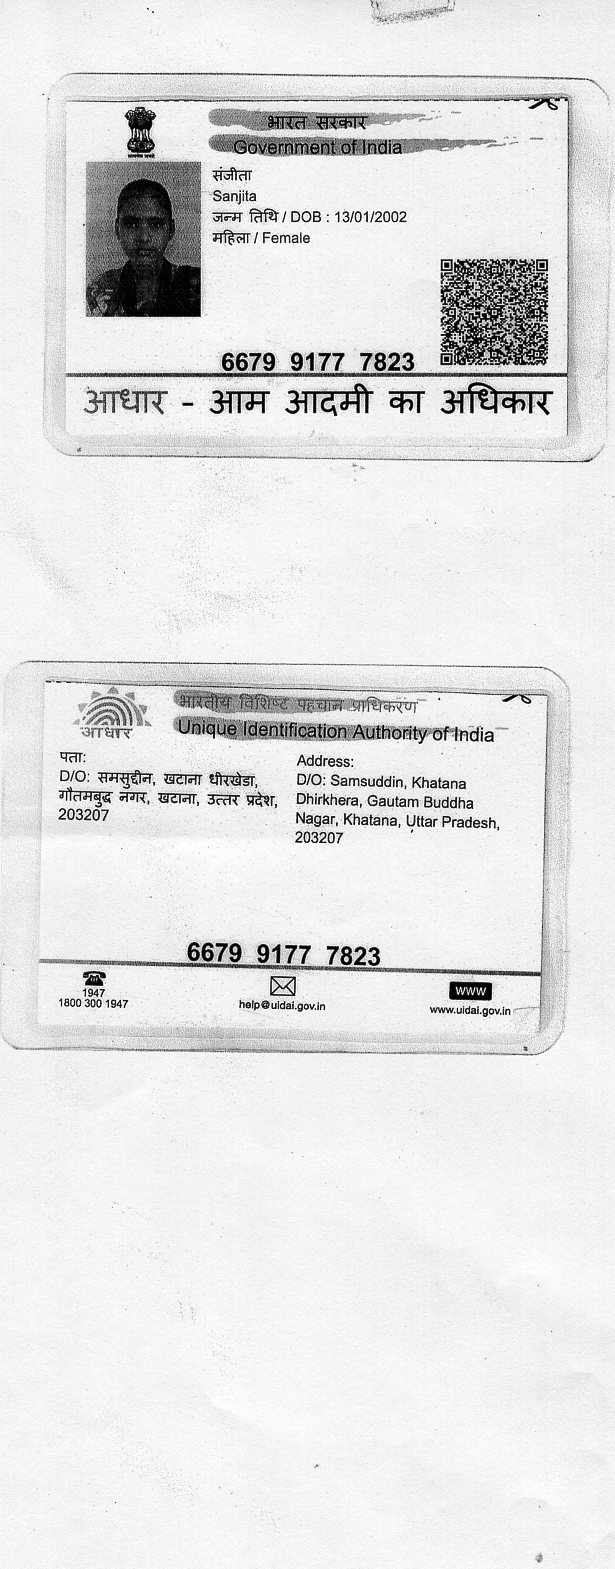 भारत सरकार
Government of India
संजीता
Sanjita
जन्म तिथि / DOB : 13/01/2002
महिला / Female
6679 9177 7823
आधार - आम आदमी का अधिकार
भारतीय विशिष्ट पहचान प्राधिकरण
Unique Identification Authority of India
आधार
पता:
D/O: समसुद्दीन, खटाना धीरखेडा,
गौतमबुद्ध नगर, खटाना, उत्तर प्रदेश,
203207
Address:
D/O: Samsuddin, Khatana
Dhirkhera, Gautam Buddha
Nagar, Khatana, Uttar Pradesh,
203207
6679 9177 7823
1947
1800 300 1947
help@uidai.gov.in
www
www.uidai.gov.in